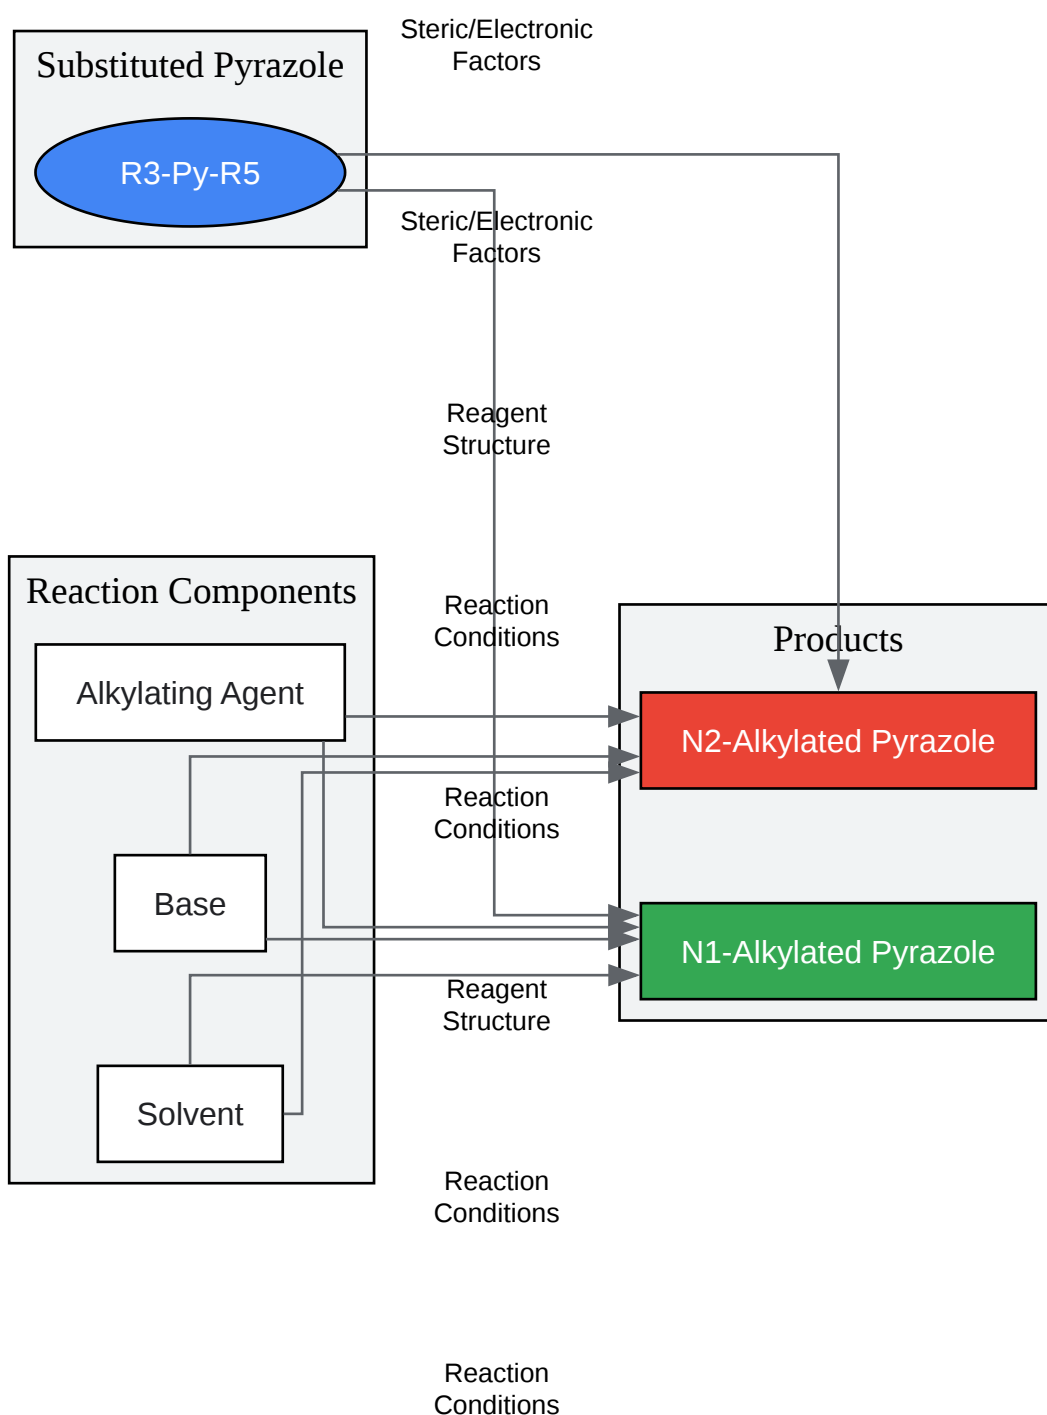 Steric/Electronic
Factors
Substituted Pyrazole
R3-Py-R5
Steric/Electronic
Factors
Reagent
Structure
Reaction Components
Reaction
Conditions
Products
Alkylating Agent
N2-Alkylated Pyrazole
Reaction
Conditions
Base
N1-Alkylated Pyrazole
Reagent
Structure
Solvent
Reaction
Conditions
Reaction
Conditions